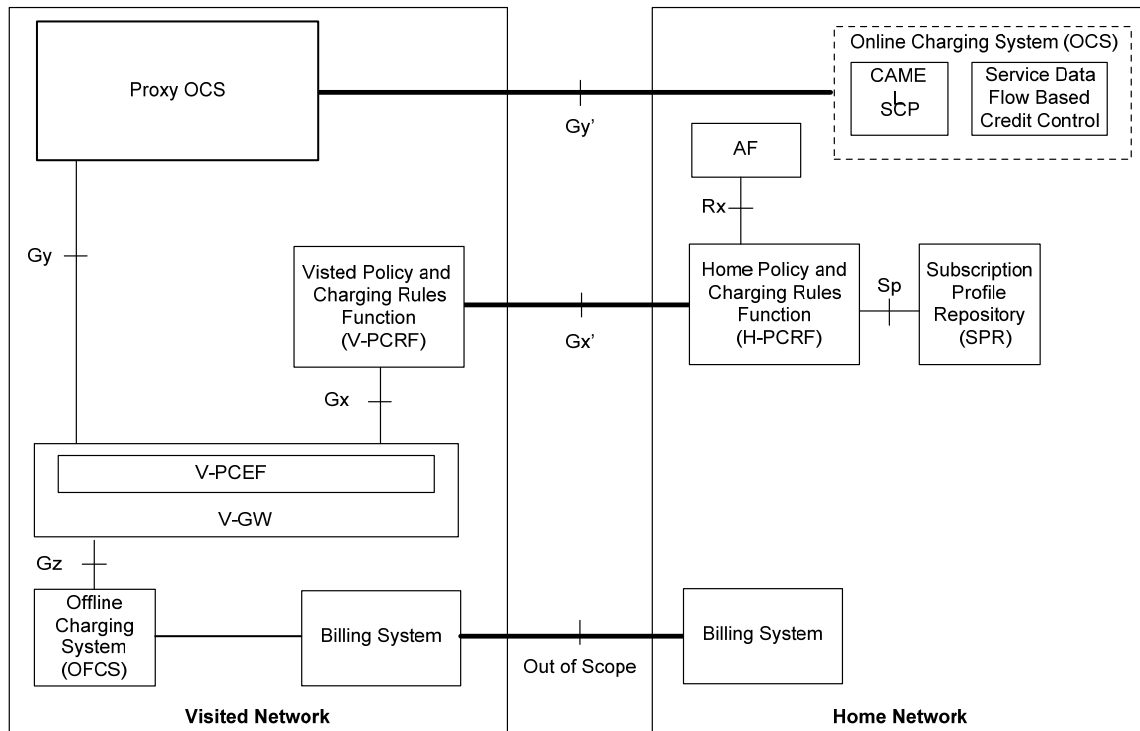 Proxy OCS
Gy'
Online Charging System (OCS)
CAME
L
SCP
Service Data
Flow Based
Credit Control
AF
Rx
Gy
Visted Policy and
Charging Rules
Function
(V-PCRF)
Gx'
Home Policy and
Charging Rules
Function
(H-PCRF)
Sp
Subscription
Profile
Repository
(SPR)
Gx
V-PCEF
V-GW
Gz
Offline
Charging
System
(OFCS)
Billing System
Out of Scope
Billing System
Visited Network
Home Network